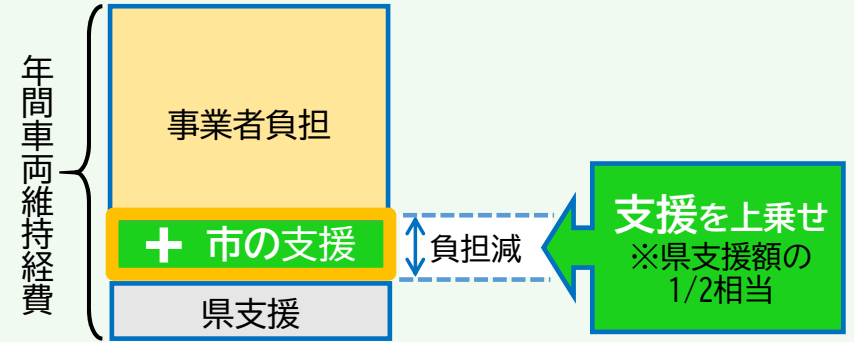 年間車両維持経費
事業者負担
＋ 市の支援
負担減
県支援
支援を上乗せ
※県支援額の
1/2相当